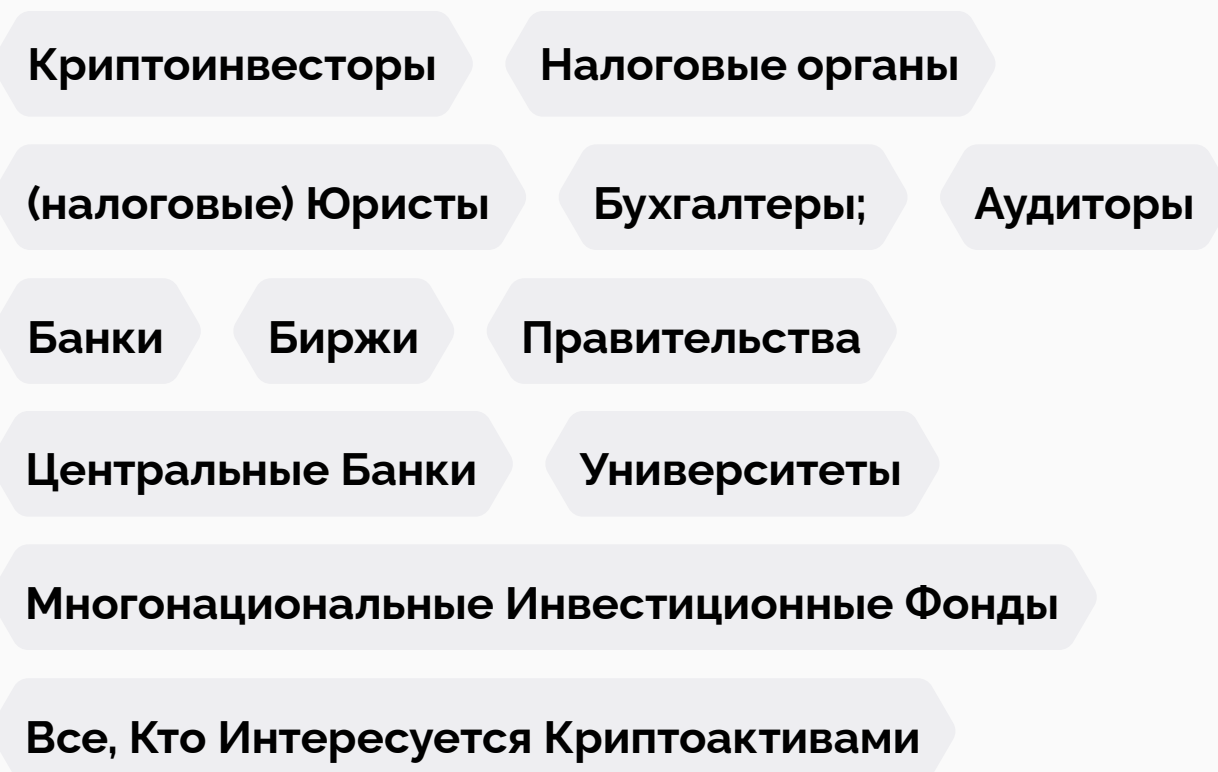 Криптоинвесторы Налоговые органы
(налоговые) Юристы Бухгалтеры; Аудиторы
Банки Биржи Правительства
Центральные Банки Университеты
Многонациональные Инвестиционные Фонды
Все, Кто Интересуется Криптоактивами